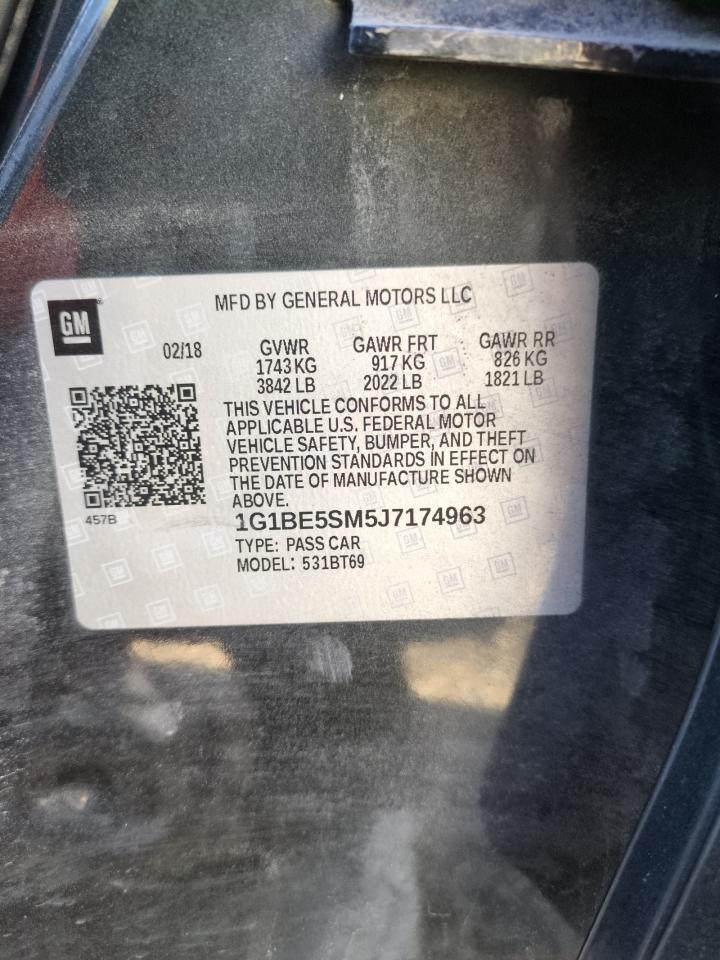 GM
MFD BY GENERAL MOTORS LLC
02/18
GVWR
1743 KG
3842 LB
GAWR FRT
917 KG
2022 LB
GAWR RR
826 KG
1821 LB
THIS VEHICLE CONFORMS TO ALL
APPLICABLE U.S. FEDERAL MOTOR
VEHICLE SAFETY, BUMPER, AND THEFT
PREVENTION STANDARDS IN EFFECT ON
THE DATE OF MANUFACTURE SHOWN
ABOVE.
457B
1G1BE5SM5J7174963
TYPE: PASS CAR
MODEL: 531BT69